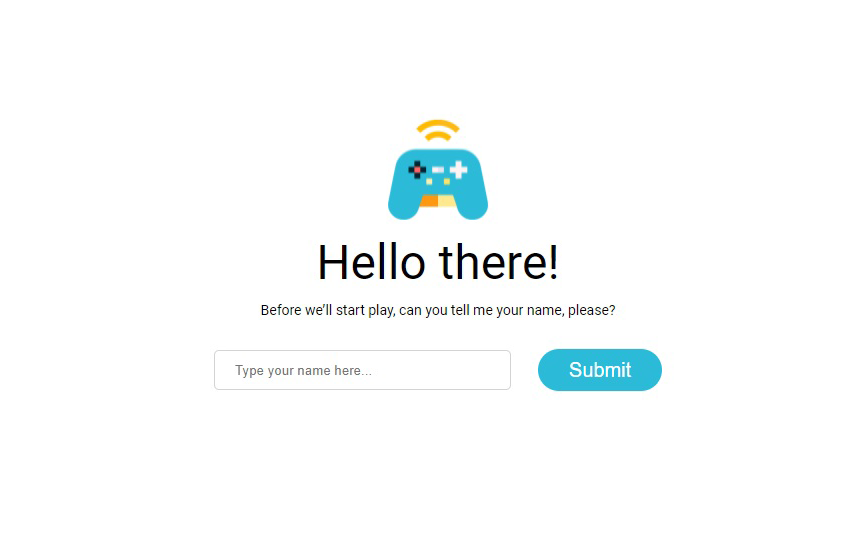 Hello there!
Before we’ll start play, can you tell me your name, please?
Type your name here...
Submit